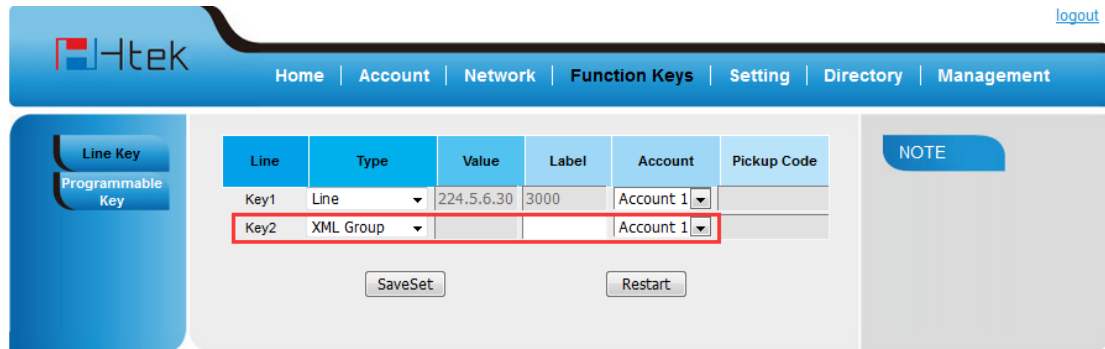 logout
Htek
Home | Account | Network | Function Keys | Setting | Directory | Management
Line Key
Programmable Key
Line Type Value Label Account Pickup Code
Key1 Line 224.5.6.30 3000 Account 1
Key2 XML Group Account 1
SaveSet Restart
NOTE